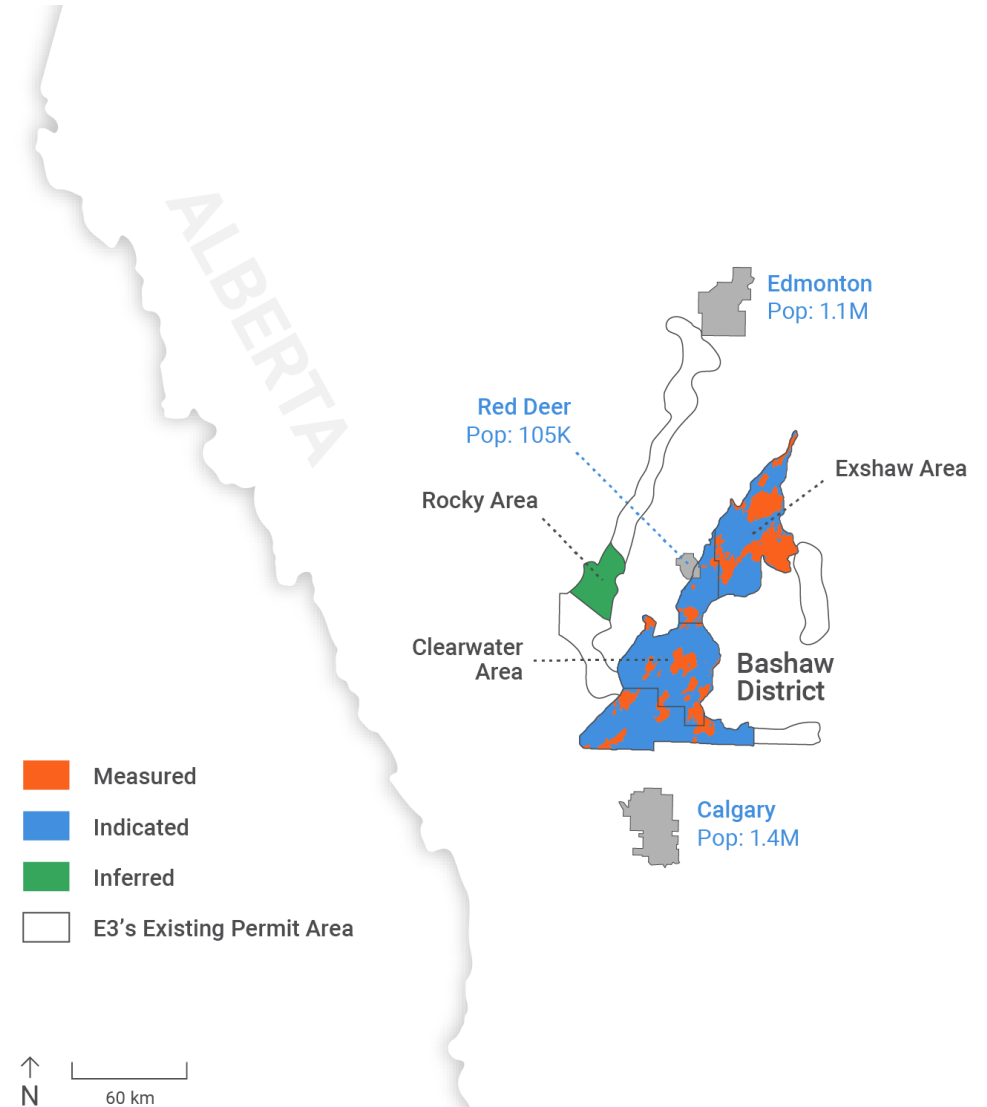 ALBERTA
Edmonton
Pop: 1.1M
Red Deer
Pop: 105K
Exshaw Area
Rocky Area
Clearwater
Area
Bashaw
District
Measured
Indicated
Inferred
E3’s Existing Permit Area
Calgary
Pop: 1.4M
N
60 km